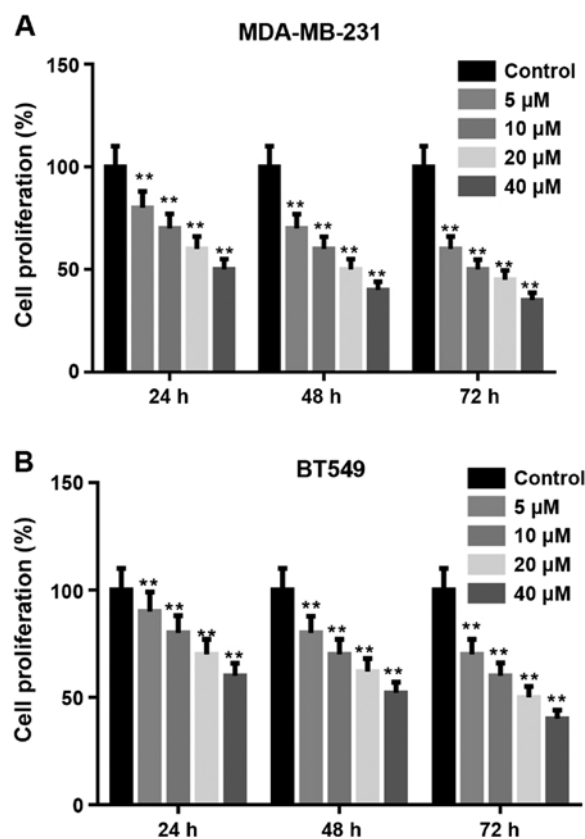 A
MDA-MB-231
Cell proliferation (%)
150
100
50
0
Control
5 µM
10 µM
20 µM
40 µM
** ** ** **
** ** ** **
** ** ** **
24 h 48 h 72 h
B
BT549
Cell proliferation (%)
150
100
50
0
Control
5 µM
10 µM
20 µM
40 µM
** ** ** **
** ** ** **
** ** ** **
24 h 48 h 72 h